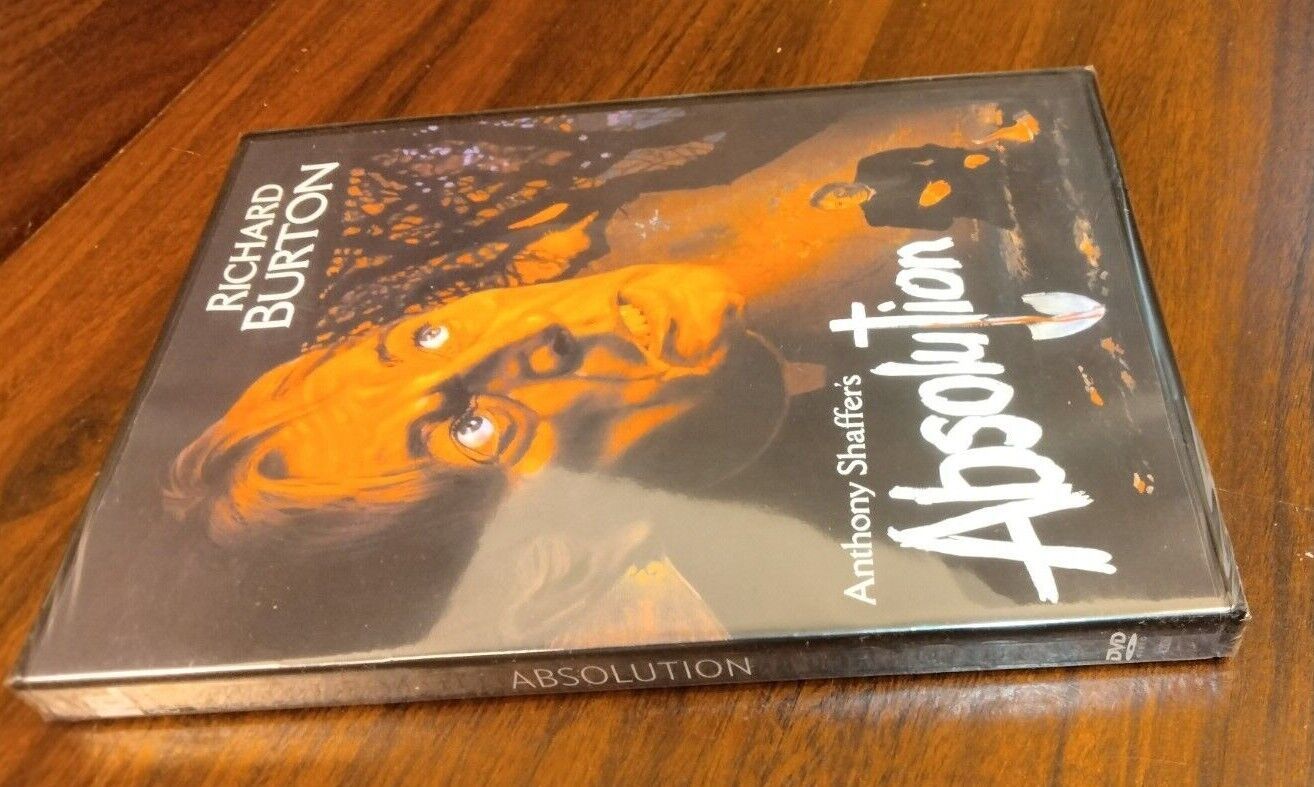 RICHARD
BURTON
Anthony Shaffer's
Absolution
ABSOLUTION
DVD